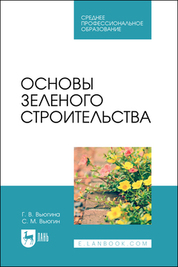 СРЕДНЕЕ
ПРОФЕССИОНАЛЬНОЕ
ОБРАЗОВАНИЕ
ОСНОВЫ
ЗЕЛЕНОГО
СТРОИТЕЛЬСТВА
Г. В. Вьюгина
С. М. Вьюгин
ЛАНЬ
E.LANBOOK.COM